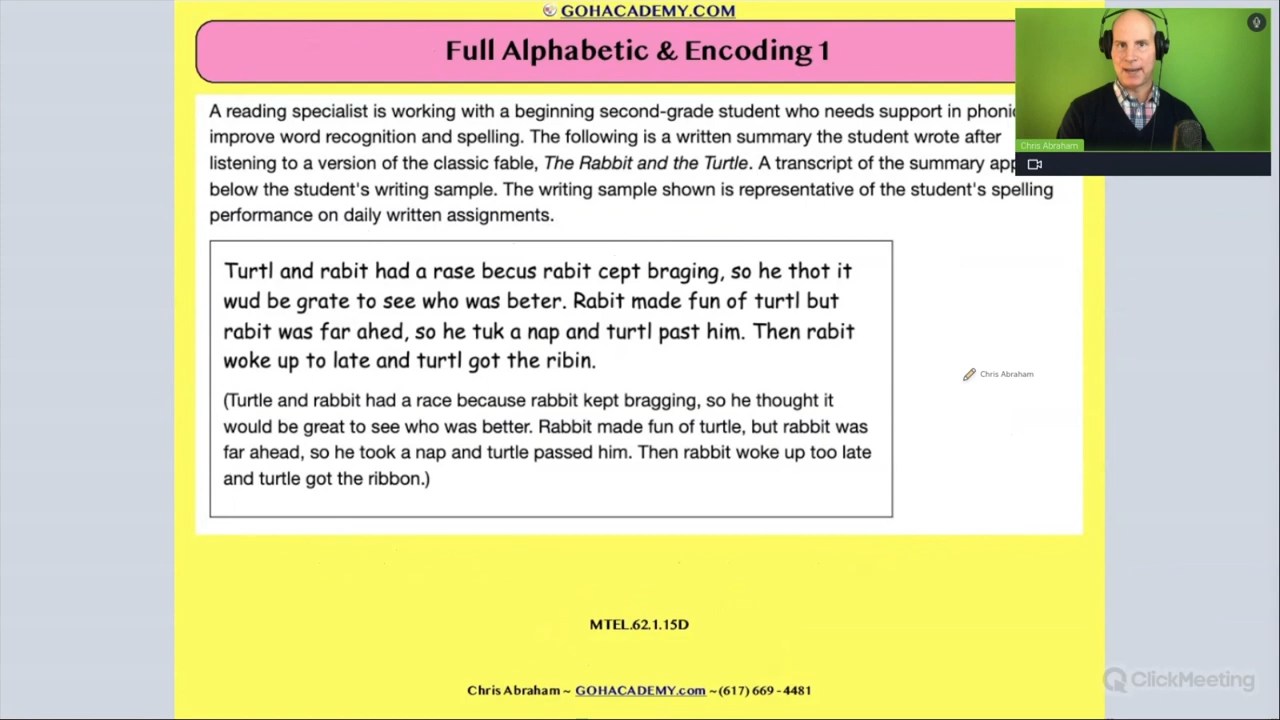 GOHACADEMY.COM
Full Alphabetic & Encoding 1
A reading specialist is working with a beginning second-grade student who needs support in
improve word recognition and spelling. The following is a written summary the student wrote after
listening to a version of the classic fable, The Rabbit and the Turtle. A transcript of the summary
below the student's writing sample. The writing sample shown is representative of the student's spelling
performance on daily written assignments.
Turtl and rabit had a rase becus rabit cept braging, so he thot it
wud be grate to see who was beter. Rabit made fun of turtl but
rabit was far ahed, so he tuk a nap and turtl past him. Then rabit
woke up to late and turtl got the ribin.
(Turtle and rabbit had a race because rabbit kept bragging, so he thought it
would be great to see who was better. Rabbit made fun of turtle, but rabbit was
far ahead, so he took a nap and turtle passed him. Then rabbit woke up too late
and turtle got the ribbon.)
Chris Abraham
Chris Abraham
MTEL.62.1.15D
Chris Abraham ~ GOHACADEMY.com ~(617) 669 - 4481
ClickMeeting